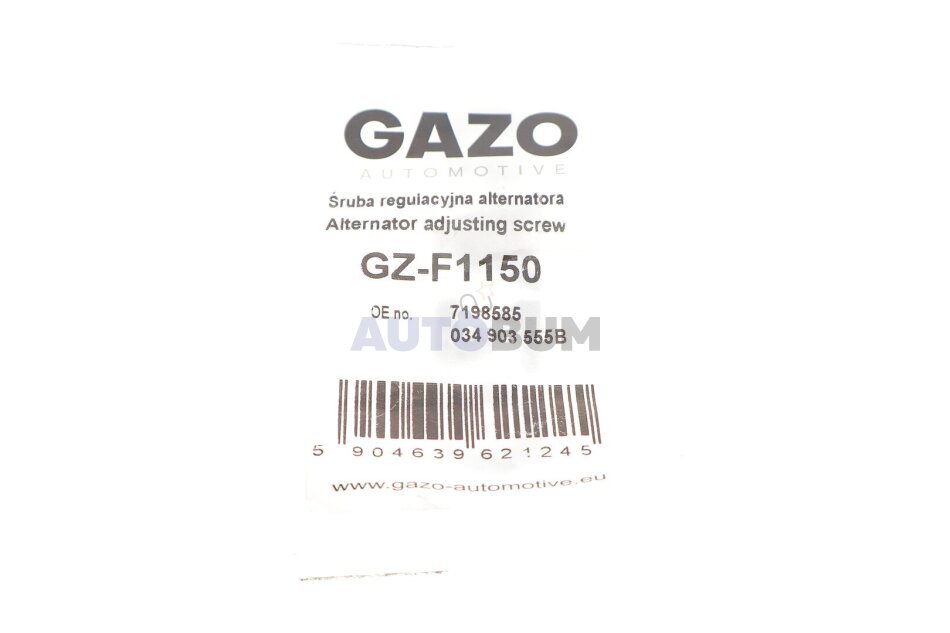 GAZO
AUTOMOTIVE
Śruba regulacyjna alternatora
Alternator adjusting screw
GZ-F1150
OE no. 7198585
034 903 555B
AUTOBUM
5 904639 621245
www.gazo-automotive.eu